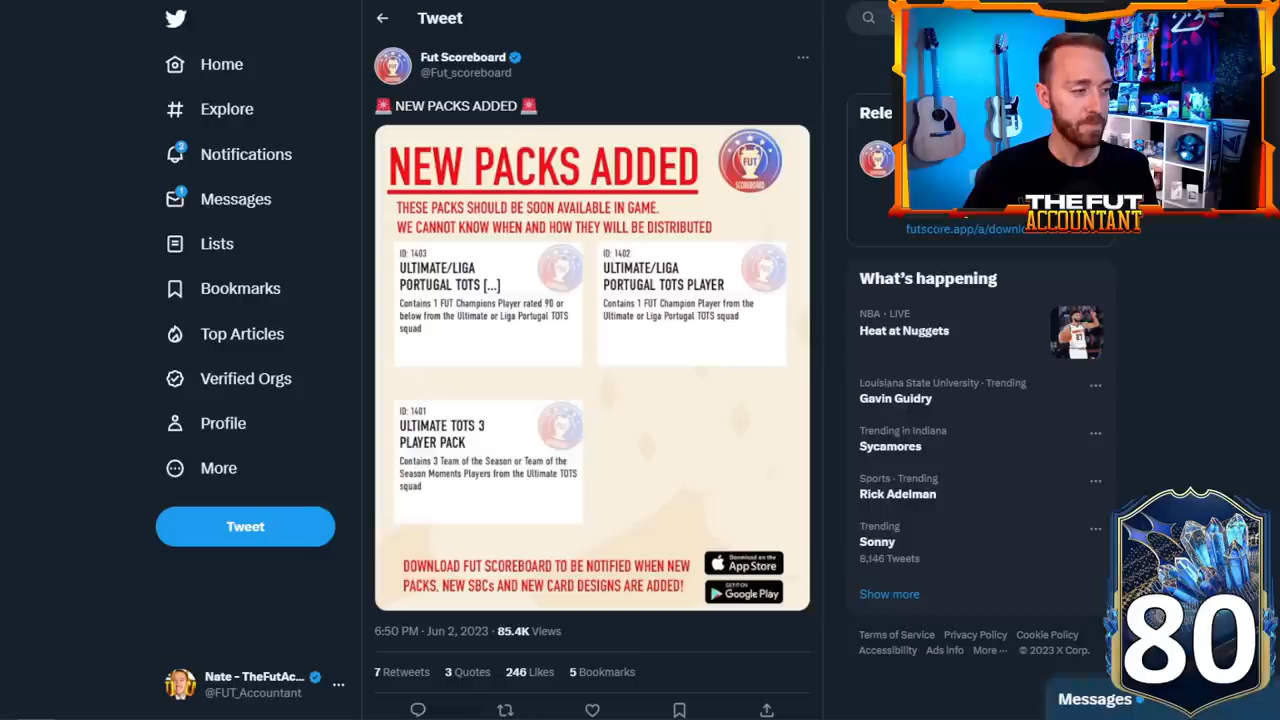 Home
Explore
2
Notifications
1
Messages
Lists
Bookmarks
Top Articles
Verified Orgs
Profile
More
Tweet
Nate - TheFutAc...
@FUT_Accountant
Tweet
Fut Scoreboard
@Fut_scoreboard
NEW PACKS ADDED
NEW PACKS ADDED
FUT
SCOREBOARD
THESE PACKS SHOULD BE SOON AVAILABLE IN GAME.
WE CANNOT KNOW WHEN AND HOW THEY WILL BE DISTRIBUTED
ID: 1403
ULTIMATE/LIGA
PORTUGAL TOTS [...]
Contains 1 FUT Champions Player rated 90 or
below from the Ultimate or Liga Portugal TOTS
squad
ID: 1402
ULTIMATE/LIGA
PORTUGAL TOTS PLAYER
Contains 1 FUT Champion Player from the
Ultimate or Liga Portugal TOTS squad
ID: 1401
ULTIMATE TOTS 3
PLAYER PACK
Contains 3 Team of the Season or Team of the
Season Moments Players from the Ultimate TOTS
squad
DOWNLOAD FUT SCOREBOARD TO BE NOTIFIED WHEN NEW
PACKS, NEW SBCs AND NEW CARD DESIGNS ARE ADDED!
Download on the
App Store
GET IT ON
Google Play
6:50 PM · Jun 2, 2023 · 85.4K Views
7 Retweets 3 Quotes 246 Likes 5 Bookmarks
Rele
futscore.app/a/downl
23
THE FUT
ACCOUNTANT
What's happening
NBA · LIVE
Heat at Nuggets
Louisiana State University · Trending
Gavin Guidry
Trending in Indiana
Sycamores
Sports · Trending
Rick Adelman
Trending
Sonny
8,146 Tweets
Show more
Terms of Service Privacy Policy Cookie Policy
Accessibility Ads info More ··· © 2023 X Corp.
Messages
80